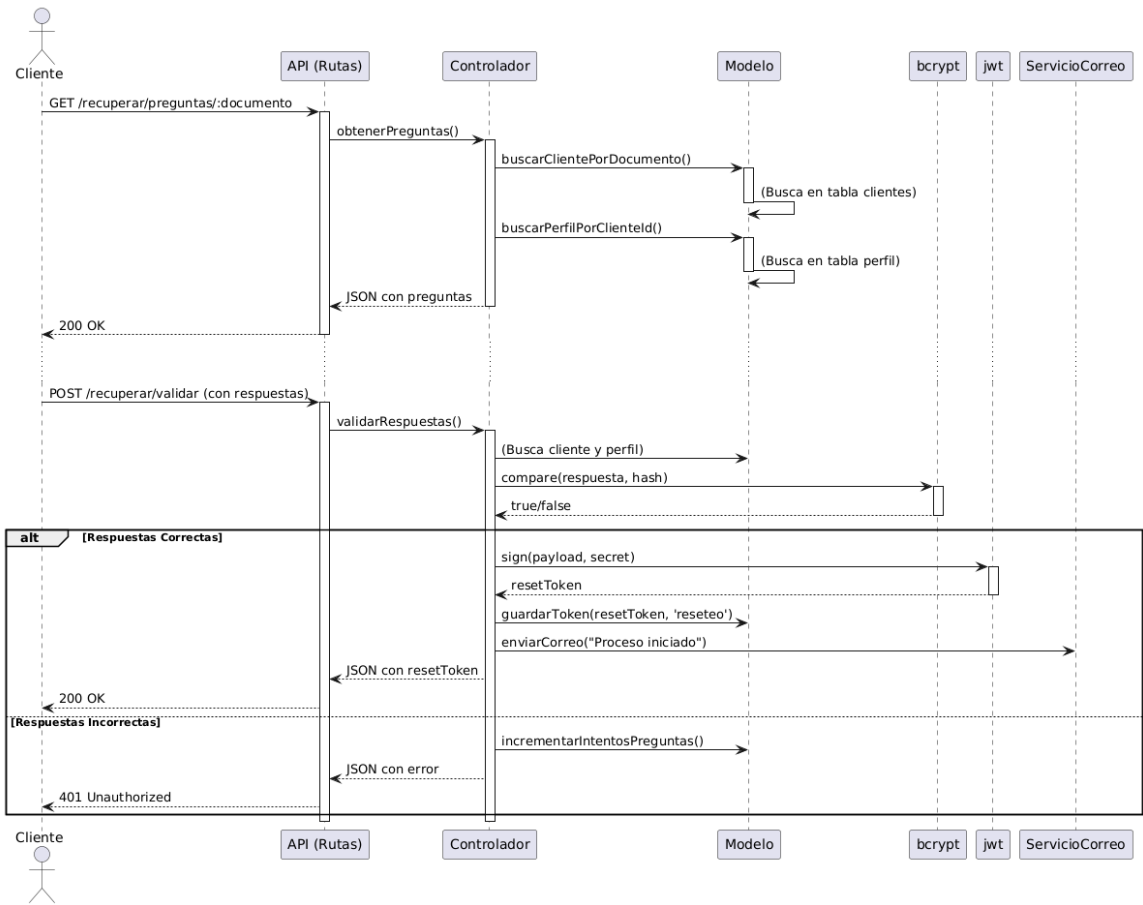 Cliente
API (Rutas)
Controlador
Modelo
bcrypt
jwt
ServicioCorreo
GET /recuperar/preguntas/:documento
obtenerPreguntas()
buscarClientePorDocumento()
(Busca en tabla clientes)
buscarPerfilPorClienteId()
(Busca en tabla perfil)
JSON con preguntas
200 OK
POST /recuperar/validar (con respuestas)
validarRespuestas()
(Busca cliente y perfil)
compare(respuesta, hash)
true/false
alt
[Respuestas Correctas]
sign(payload, secret)
resetToken
guardarToken(resetToken, 'reseteo')
enviarCorreo("Proceso iniciado")
JSON con resetToken
200 OK
[Respuestas Incorrectas]
incrementarIntentosPreguntas()
JSON con error
401 Unauthorized
Cliente
API (Rutas)
Controlador
Modelo
bcrypt
jwt
ServicioCorreo